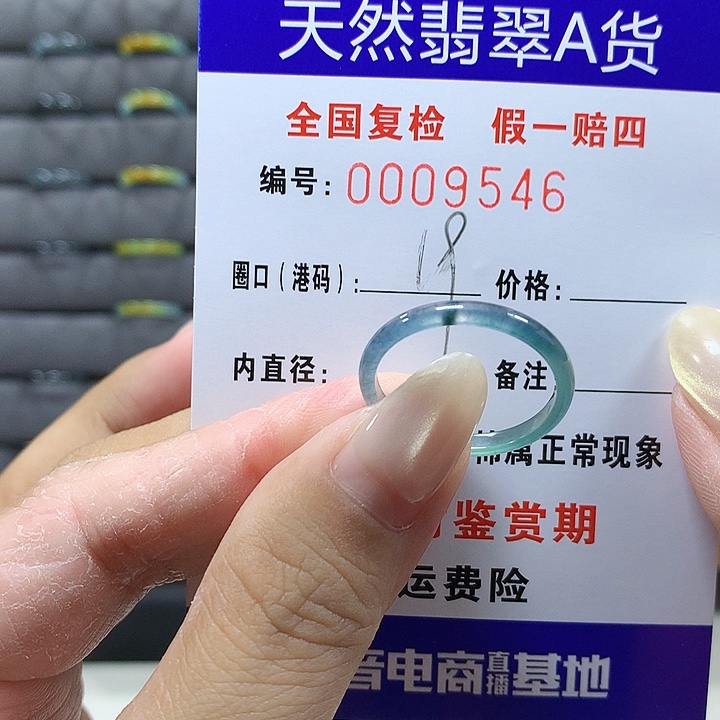 天然翡翠A货
全国复检 假一赔四
编号：0009546
圈口（港码）：18 价格：
内直径： 备注
属正常现象
鉴赏期
运费险
音电商直播基地